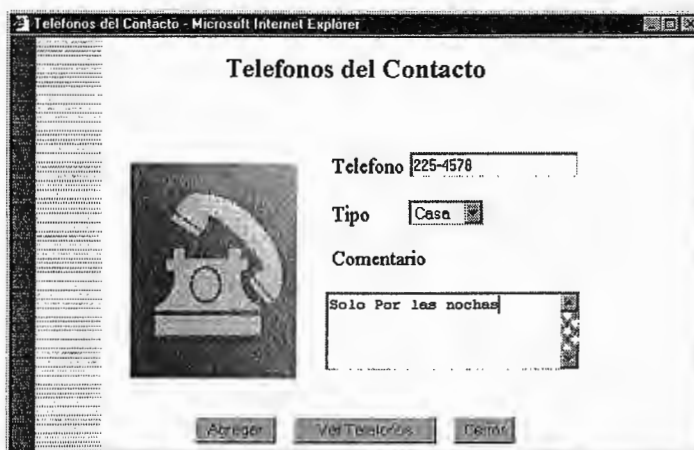 Telefonos del Contacto - Microsoft Internet Explorer
Telefonos del Contacto
Telefono 225-4578
Tipo Casa
Comentario
Solo Por las nochas
Agregar Ver Telefonos Cerrar